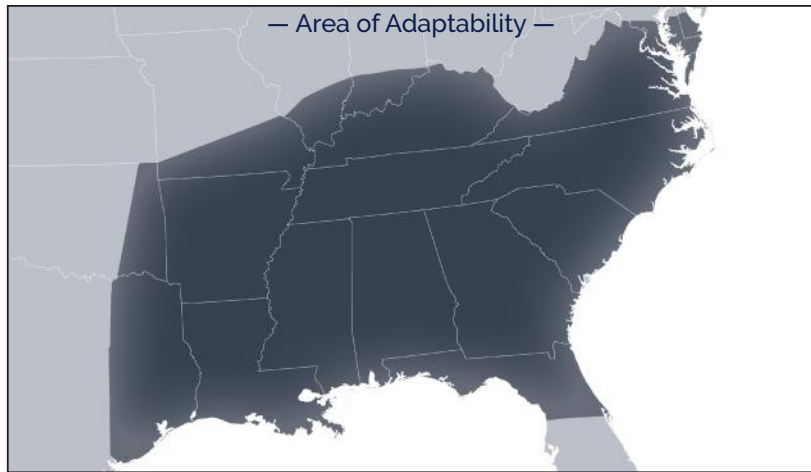 — Area of Adaptability —